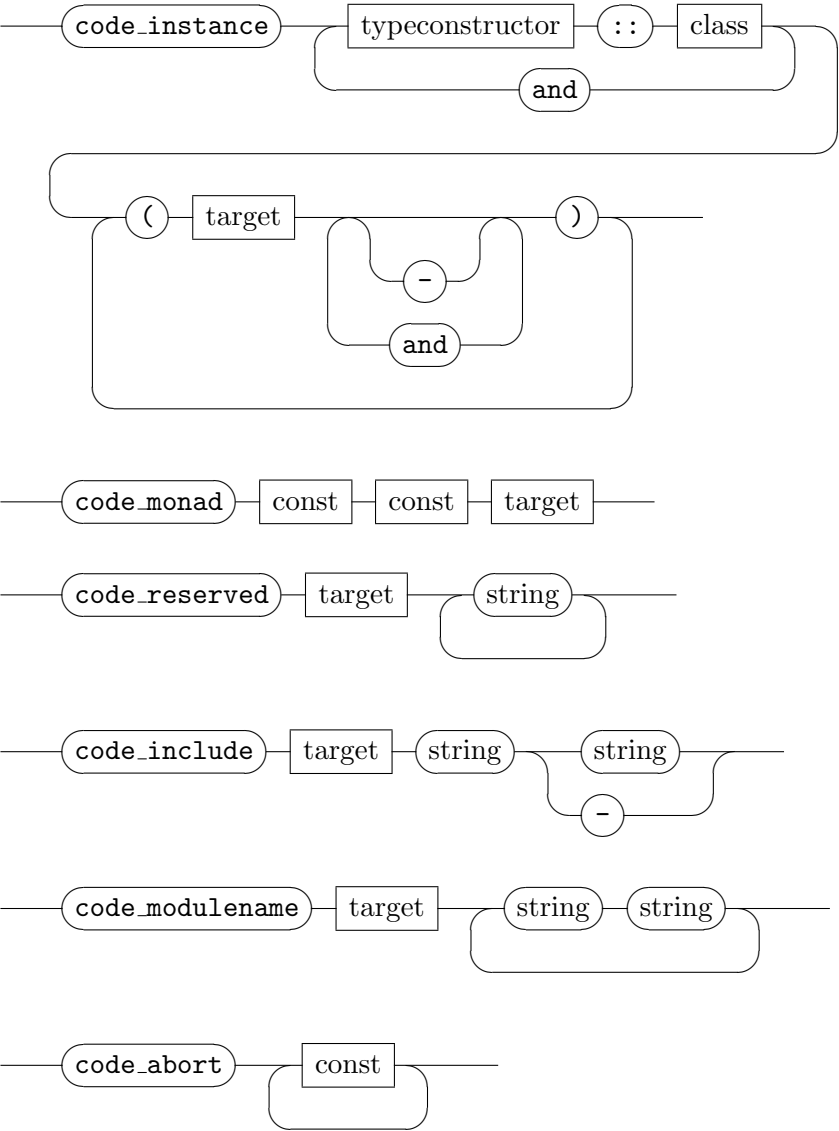 code_instance typeconstructor :: class
and
( target )
-
and
code_monad const const target
code_reserved target string
code_include target string string
-
code_modulename target string string
code_abort const